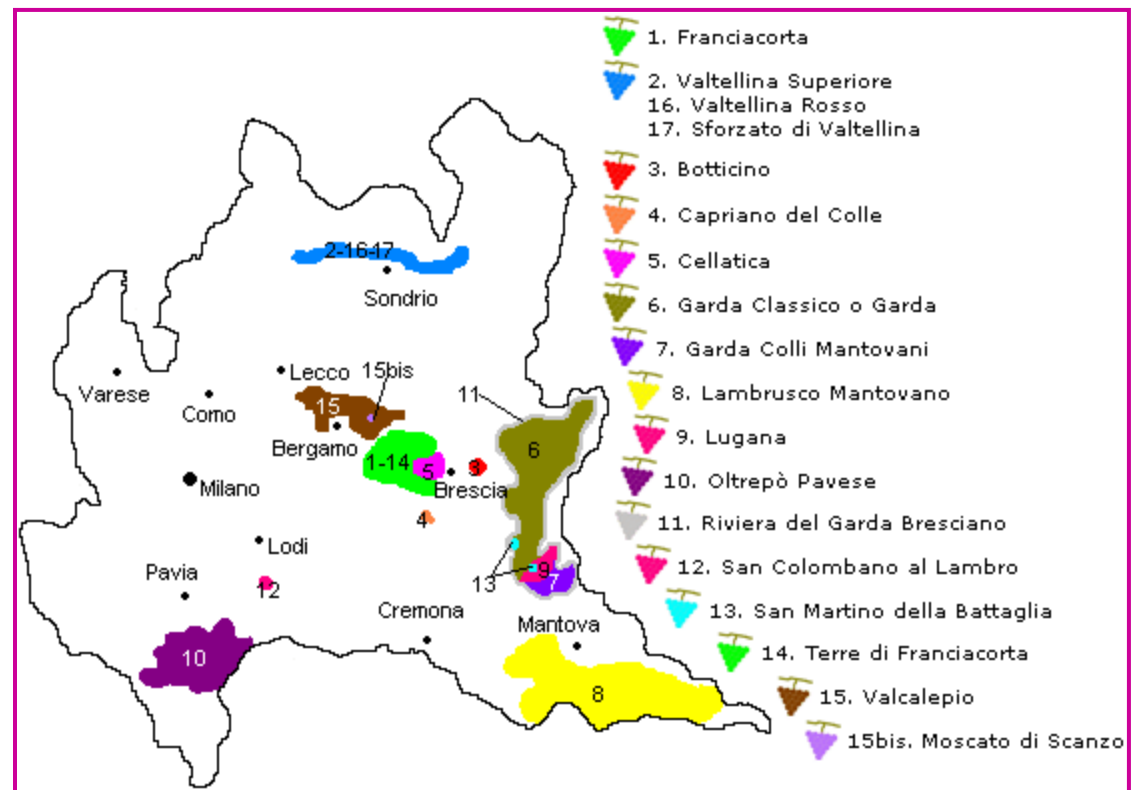 1. Franciacorta
2. Valtellina Superiore
16. Valtellina Rosso
17. Sforzato di Valtellina
3. Botticino
4. Capriano del Colle
5. Cellatica
6. Garda Classico o Garda
7. Garda Colli Mantovani
8. Lambrusco Mantovano
9. Lugana
10. Oltrepò Pavese
11. Riviera del Garda Bresciano
12. San Colombano al Lambro
13. San Martino della Battaglia
14. Terre di Franciacorta
15. Valcalepio
15bis. Moscato di Scanzo
2-16-17
Sondrio
Lecco
15bis
Varese
Como
15
11
Bergamo
6
1-14
5
3
Milano
Brescia
4
Lodi
9
13
7
Pavia
12
Cremona
Mantova
10
8